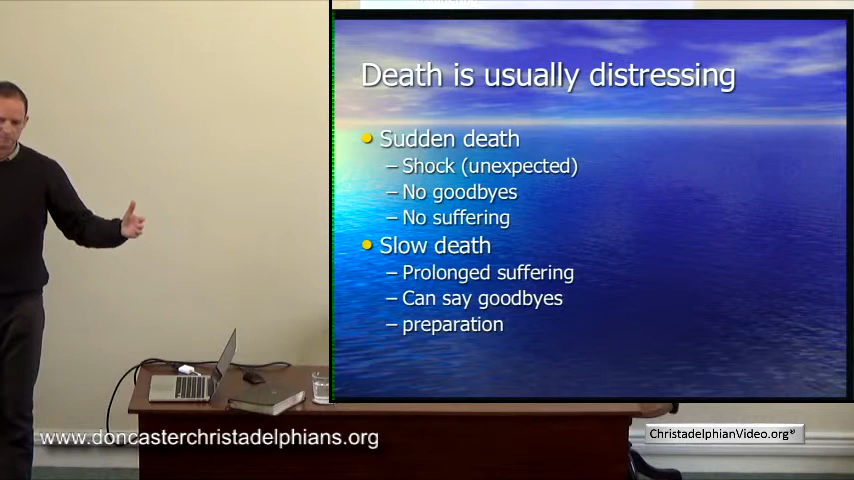 Death is usually distressing
Sudden death
– Shock (unexpected)
– No goodbyes
– No suffering
Slow death
– Prolonged suffering
– Can say goodbyes
– preparation
www.doncasterchristadelphians.org
ChristadelphianVideo.org®